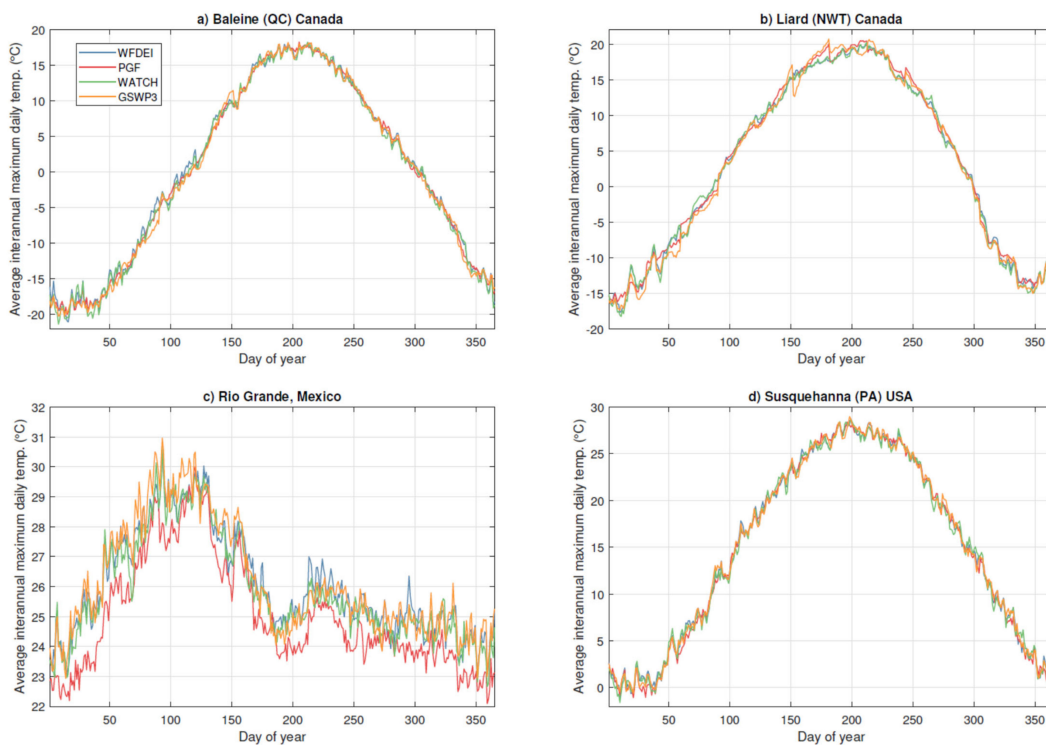 a) Baleine (QC) Canada
Average interannual maximum daily temp. (°C)
20
15
10
5
0
-5
-10
-15
-20
WFDEI
PGF
WATCH
GSWP3
50 100 150 200 250 300 350
Day of year
b) Liard (NWT) Canada
Average interannual maximum daily temp. (°C)
20
15
10
5
0
-5
-10
-15
-20
50 100 150 200 250 300 350
Day of year
c) Rio Grande, Mexico
Average interannual maximum daily temp. (°C)
32
31
30
29
28
27
26
25
24
23
22
50 100 150 200 250 300 350
Day of year
d) Susquehanna (PA) USA
Average interannual maximum daily temp. (°C)
30
25
20
15
10
5
0
50 100 150 200 250 300 350
Day of year